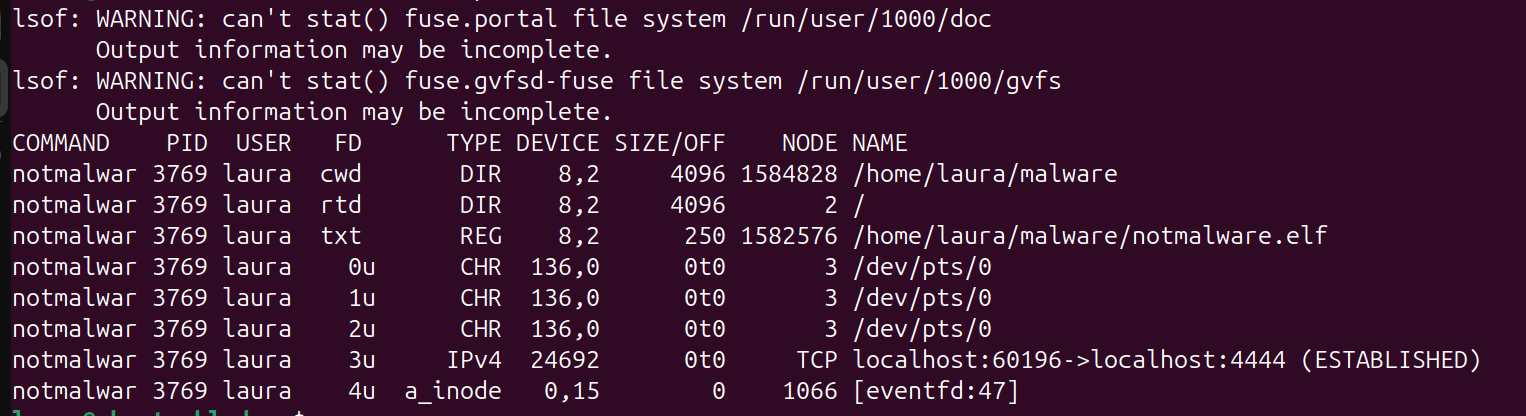 lsof: WARNING: can't stat() fuse.portal file system /run/user/1000/doc
      Output information may be incomplete.
lsof: WARNING: can't stat() fuse.gvfsd-fuse file system /run/user/1000/gvfs
      Output information may be incomplete.
COMMAND   PID  USER   FD      TYPE DEVICE SIZE/OFF    NODE NAME
notmalwar 3769 laura  cwd      DIR    8,2     4096 1584828 /home/laura/malware
notmalwar 3769 laura  rtd      DIR    8,2     4096       2 /
notmalwar 3769 laura  txt      REG    8,2      250 1582576 /home/laura/malware/notmalware.elf
notmalwar 3769 laura    0u     CHR  136,0      0t0       3 /dev/pts/0
notmalwar 3769 laura    1u     CHR  136,0      0t0       3 /dev/pts/0
notmalwar 3769 laura    2u     CHR  136,0      0t0       3 /dev/pts/0
notmalwar 3769 laura    3u    IPv4  24692      0t0     TCP localhost:60196->localhost:4444 (ESTABLISHED)
notmalwar 3769 laura    4u a_inode   0,15        0    1066 [eventfd:47]